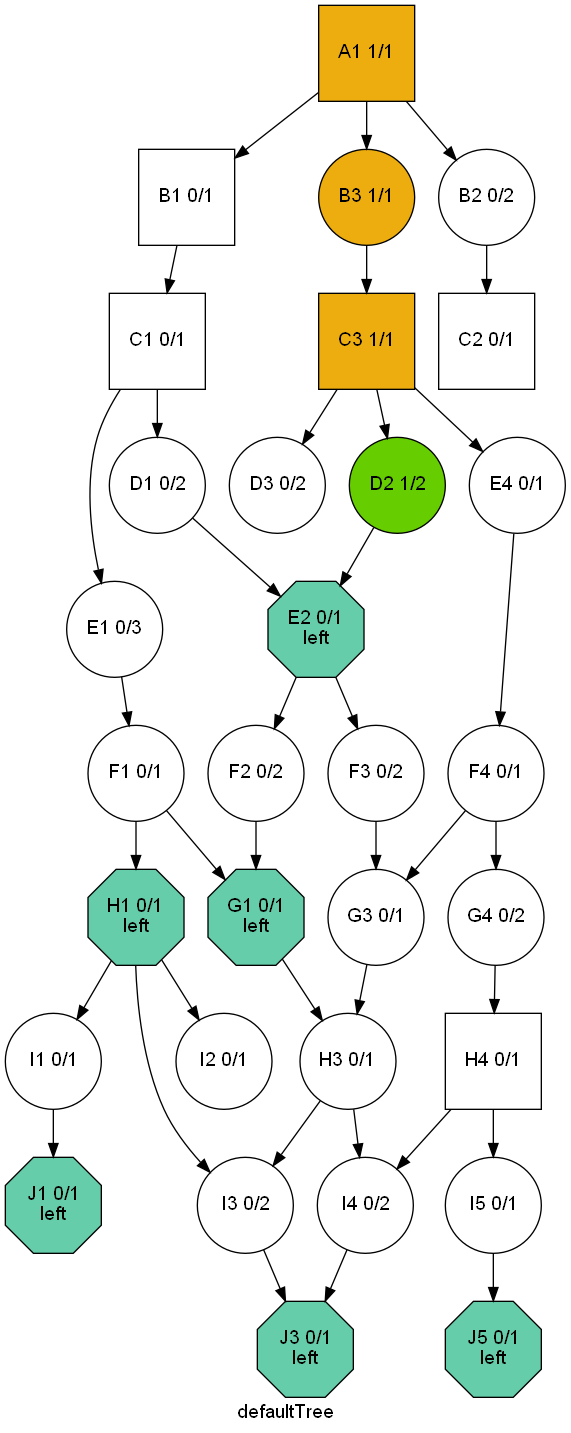 A1 1/1
B1 0/1
B3 1/1
B2 0/2
C1 0/1
C3 1/1
C2 0/1
D1 0/2
D3 0/2
D2 1/2
E4 0/1
E1 0/3
E2 0/1
left
F1 0/1
F2 0/2
F3 0/2
F4 0/1
H1 0/1
left
G1 0/1
left
G3 0/1
G4 0/2
I1 0/1
I2 0/1
H3 0/1
H4 0/1
J1 0/1
left
I3 0/2
I4 0/2
I5 0/1
J3 0/1
left
J5 0/1
left
defaultTree